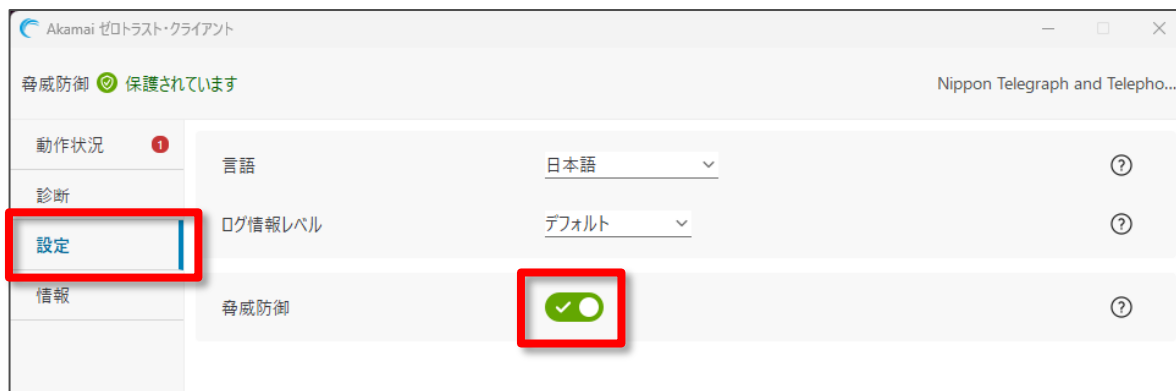 Akamai ゼロトラスト・クライアント
脅威防御 保護されています
Nippon Telegraph and Telepho...
動作状況 1
診断
設定
情報
言語 日本語
ログ情報レベル デフォルト
脅威防御